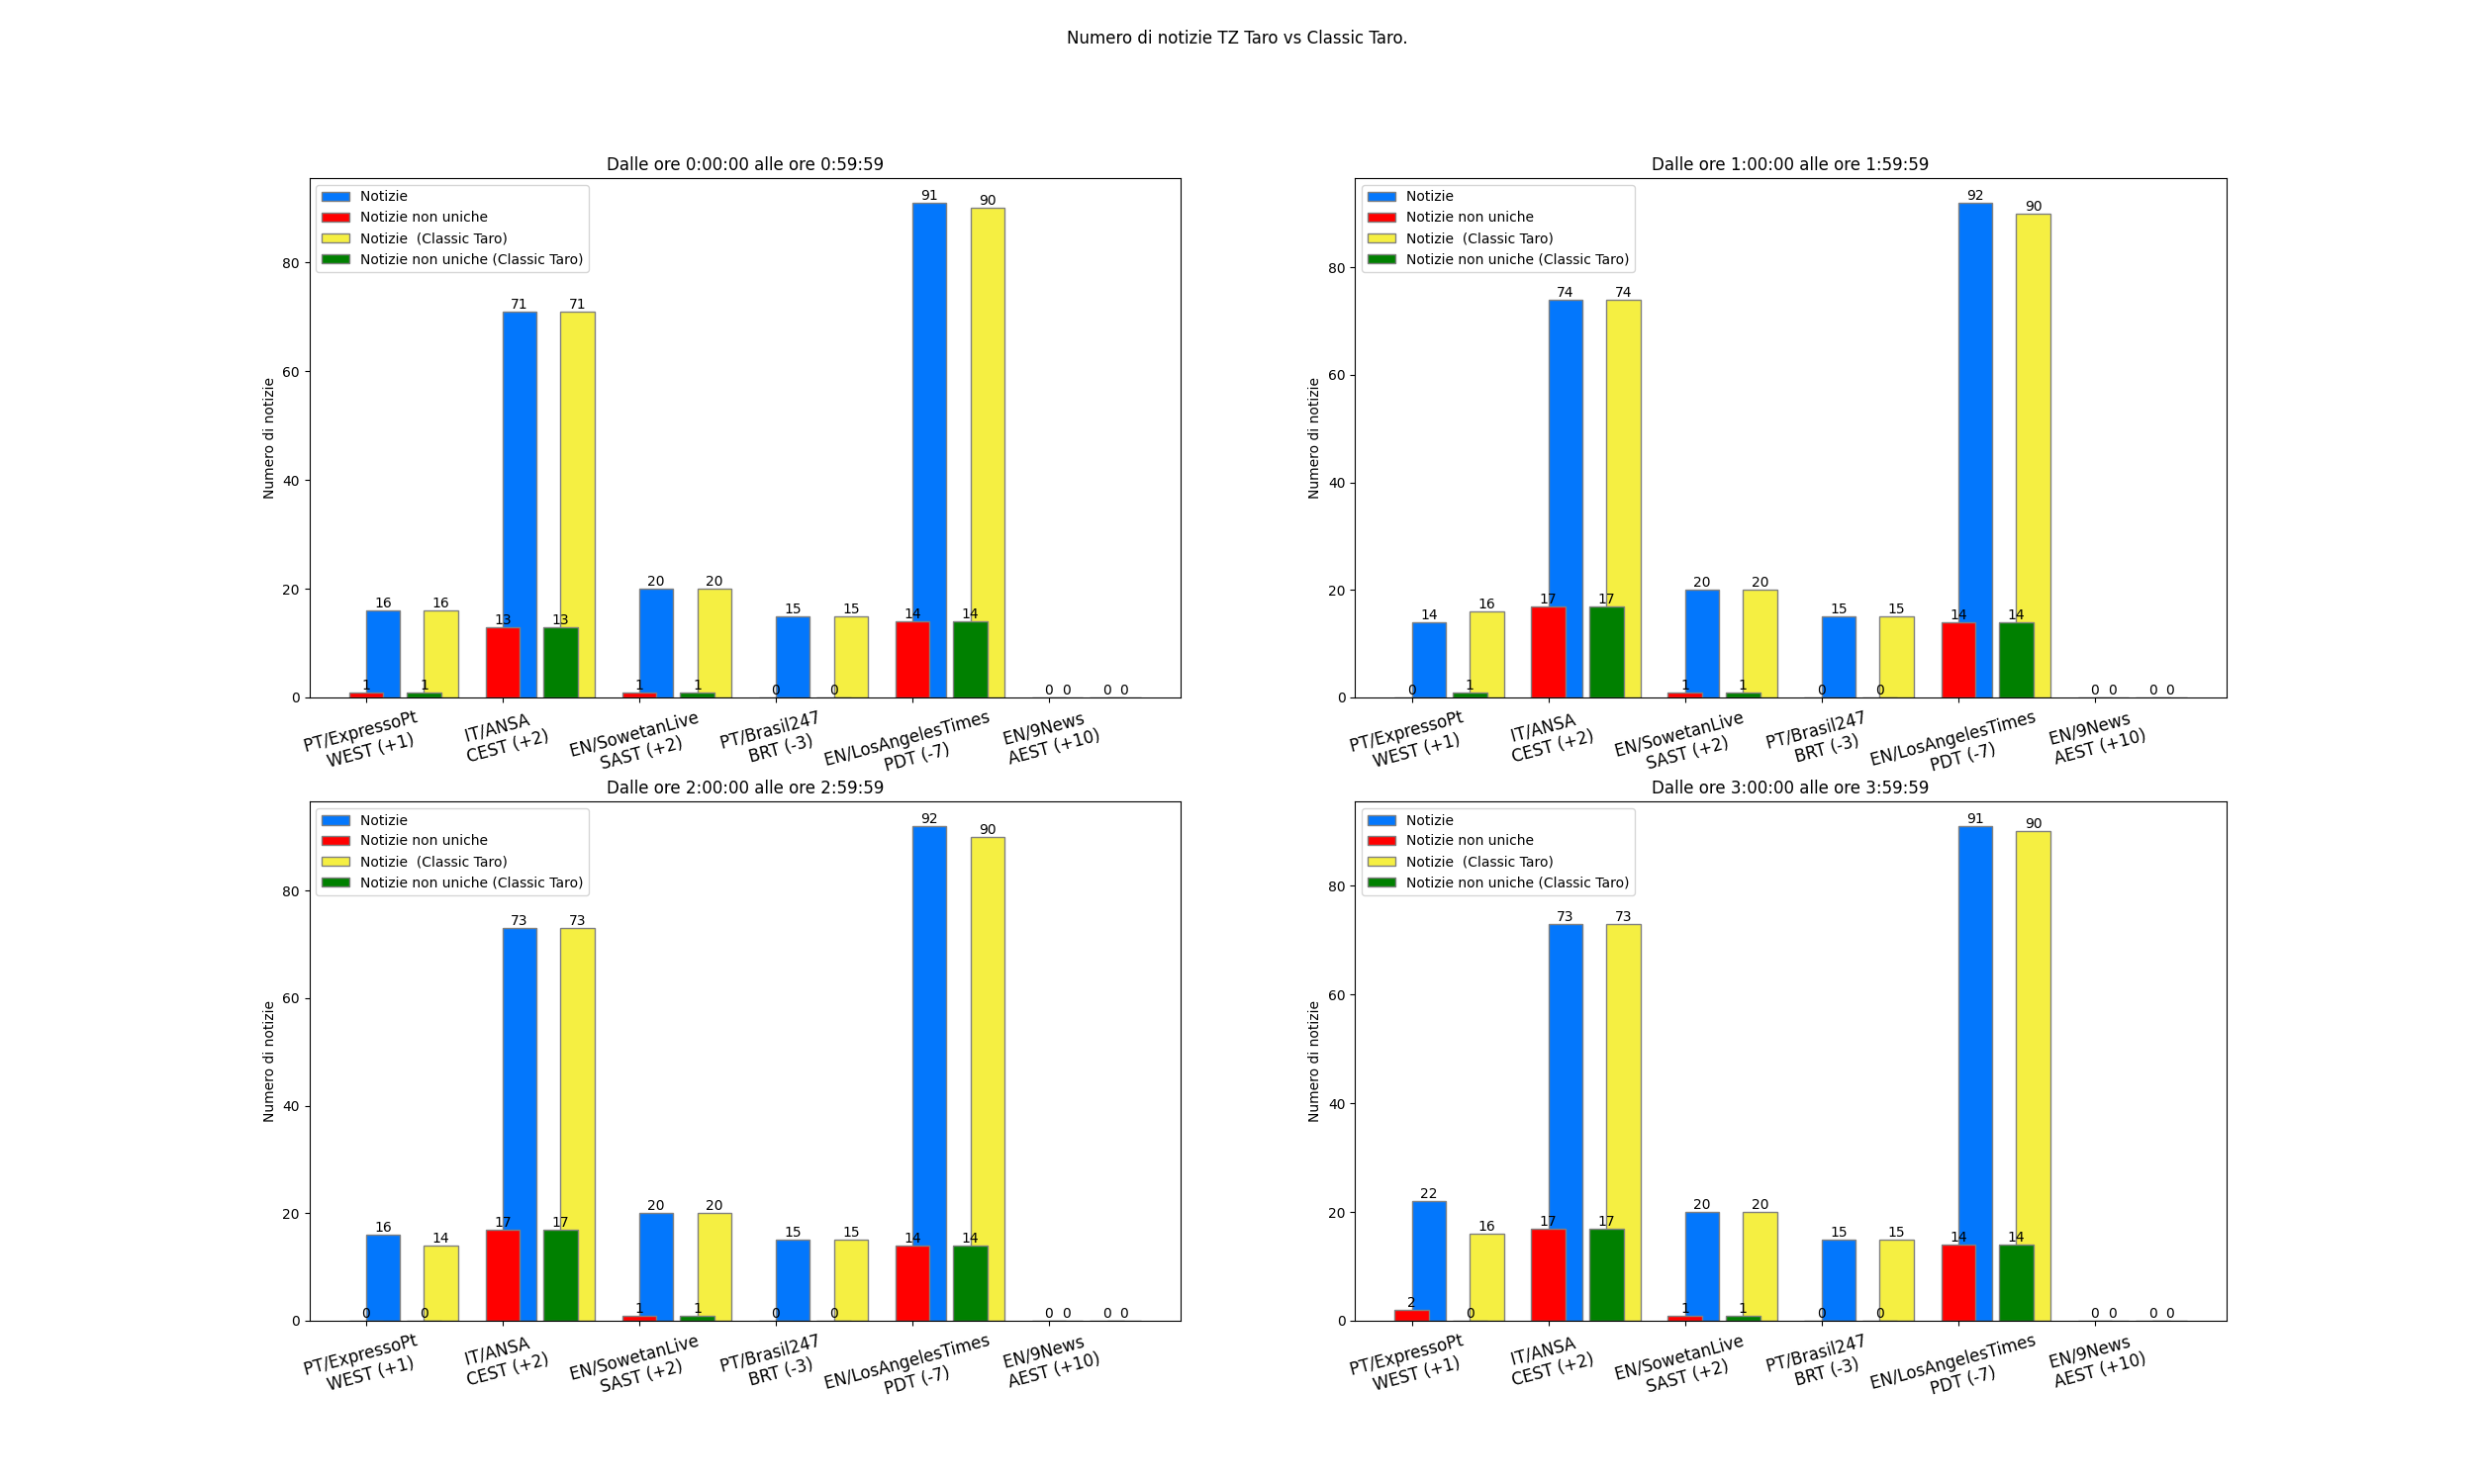 Numero di notizie TZ Taro vs Classic Taro.
Dalle ore 0:00:00 alle ore 0:59:59
Notizie
Notizie non uniche
Notizie (Classic Taro)
Notizie non uniche (Classic Taro)
Numero di notizie
80
60
40
20
0
16 16 71 71 20 20 15 15 91 90
1 1 13 13 1 1 0 0 14 14 0 0 0 0
PT/ExpressoPt
WEST (+1)
IT/ANSA
CEST (+2)
EN/SowetanLive
SAST (+2)
PT/Brasil247
BRT (-3)
EN/LosAngelesTimes
PDT (-7)
EN/9News
AEST (+10)
Dalle ore 1:00:00 alle ore 1:59:59
Notizie
Notizie non uniche
Notizie (Classic Taro)
Notizie non uniche (Classic Taro)
Numero di notizie
80
60
40
20
0
14 16 74 74 20 20 15 15 92 90
0 1 17 17 1 1 0 0 14 14 0 0 0 0
PT/ExpressoPt
WEST (+1)
IT/ANSA
CEST (+2)
EN/SowetanLive
SAST (+2)
PT/Brasil247
BRT (-3)
EN/LosAngelesTimes
PDT (-7)
EN/9News
AEST (+10)
Dalle ore 2:00:00 alle ore 2:59:59
Notizie
Notizie non uniche
Notizie (Classic Taro)
Notizie non uniche (Classic Taro)
Numero di notizie
80
60
40
20
0
16 14 73 73 20 20 15 15 92 90
0 0 17 17 1 1 0 0 14 14 0 0 0 0
PT/ExpressoPt
WEST (+1)
IT/ANSA
CEST (+2)
EN/SowetanLive
SAST (+2)
PT/Brasil247
BRT (-3)
EN/LosAngelesTimes
PDT (-7)
EN/9News
AEST (+10)
Dalle ore 3:00:00 alle ore 3:59:59
Notizie
Notizie non uniche
Notizie (Classic Taro)
Notizie non uniche (Classic Taro)
Numero di notizie
80
60
40
20
0
22 16 73 73 20 20 15 15 91 90
2 0 17 17 1 1 0 0 14 14 0 0 0 0
PT/ExpressoPt
WEST (+1)
IT/ANSA
CEST (+2)
EN/SowetanLive
SAST (+2)
PT/Brasil247
BRT (-3)
EN/LosAngelesTimes
PDT (-7)
EN/9News
AEST (+10)